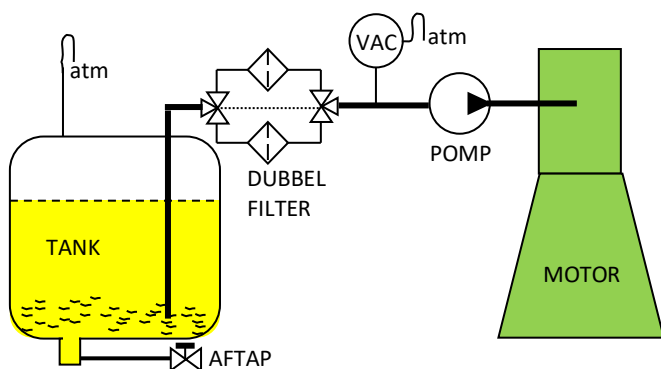 atm
VAC
atm
POMP
DUBBEL
FILTER
TANK
MOTOR
AFTAP